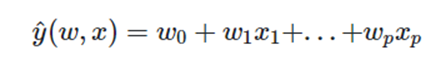 ŷ(w, x) = w₀ + w₁x₁+...+wₚxₚ